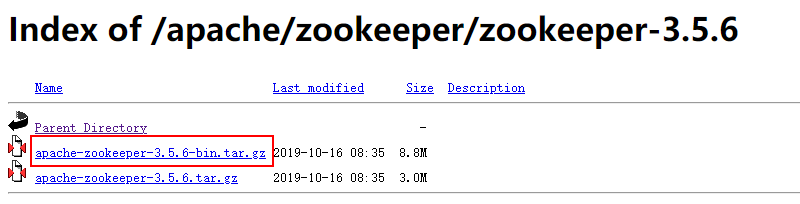 Index of /apache/zookeeper/zookeeper-3.5.6
Name Last modified Size Description
Parent Directory -
apache-zookeeper-3.5.6-bin.tar.gz 2019-10-16 08:35 8.8M
apache-zookeeper-3.5.6.tar.gz 2019-10-16 08:35 3.0M